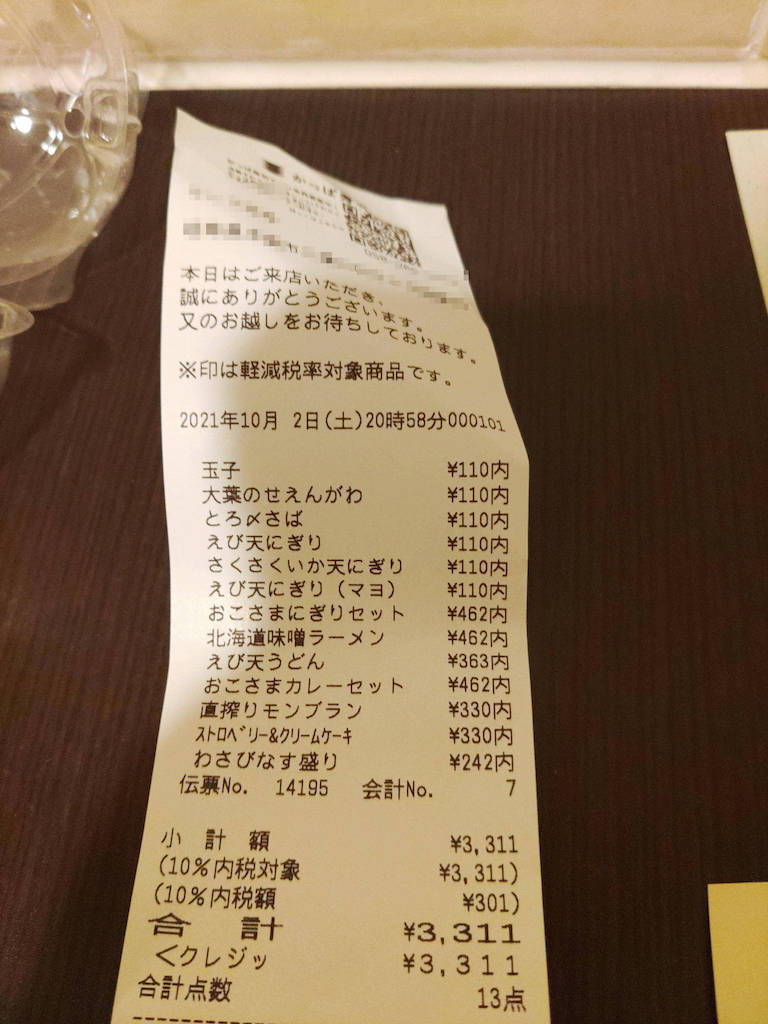 かっぱ
本日はご来店いただき、
誠にありがとうございます。
又のお越しをお待ちしております。
※印は軽減税率対象商品です。
2021年10月 2日(土)20時58分000101
玉子 ¥110内
大葉のせえんがわ ¥110内
とろ〆さば ¥110内
えび天にぎり ¥110内
さくさくいか天にぎり ¥110内
えび天にぎり(マヨ) ¥110内
おこさまにぎりセット ¥462内
北海道味噌ラーメン ¥462内
えび天うどん ¥363内
おこさまカレーセット ¥462内
直搾りモンブラン ¥330内
ｽﾄﾛﾍﾞﾘｰ&ｸﾘｰﾑｹｰｷ ¥330内
わさびなす盛り ¥242内
伝票No. 14195 会計No. 7
小 計 額 ¥3,311
(10%内税対象 ¥3,311)
(10%内税額 ¥301)
合 計 ¥3,311
<クレジッ ¥3,311
合計点数 13点